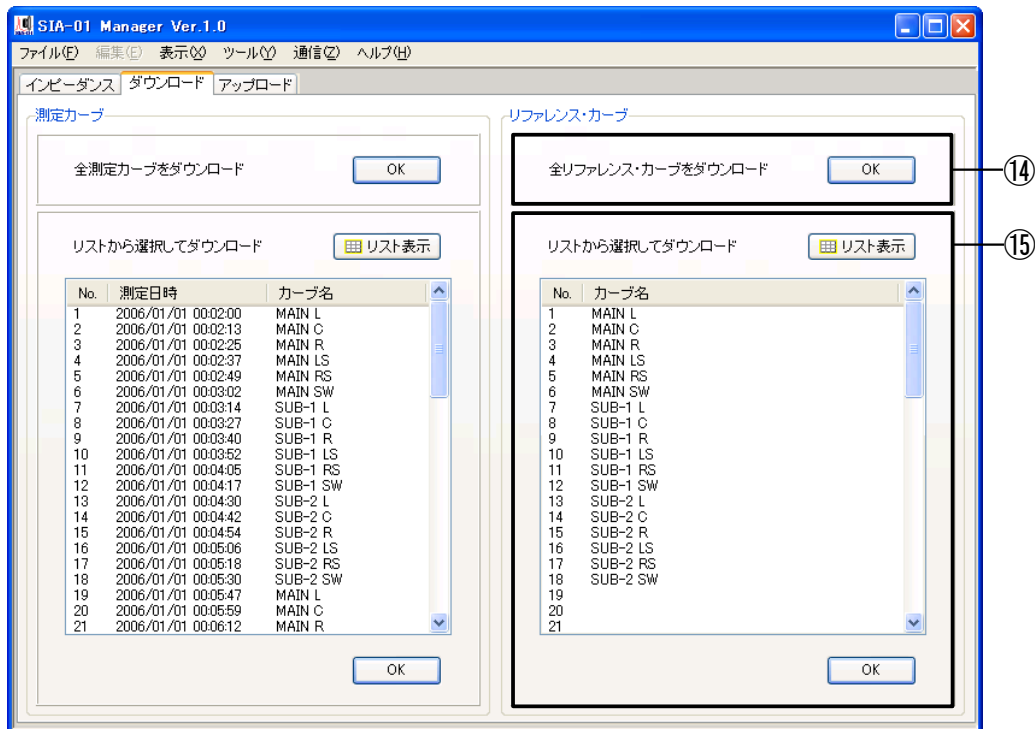 SIA-01 Manager Ver.1.0
ファイル(F) 編集(E) 表示(X) ツール(Y) 通信(Z) ヘルプ(H)
インピーダンス ダウンロード アップロード
測定カーブ
全測定カーブをダウンロード OK
リストから選択してダウンロード リスト表示
No. 測定日時 カーブ名
1 2006/01/01 00:02:00 MAIN L
2 2006/01/01 00:02:13 MAIN C
3 2006/01/01 00:02:25 MAIN R
4 2006/01/01 00:02:37 MAIN LS
5 2006/01/01 00:02:49 MAIN RS
6 2006/01/01 00:03:02 MAIN SW
7 2006/01/01 00:03:14 SUB-1 L
8 2006/01/01 00:03:27 SUB-1 C
9 2006/01/01 00:03:40 SUB-1 R
10 2006/01/01 00:03:52 SUB-1 LS
11 2006/01/01 00:04:05 SUB-1 RS
12 2006/01/01 00:04:17 SUB-1 SW
13 2006/01/01 00:04:30 SUB-2 L
14 2006/01/01 00:04:42 SUB-2 C
15 2006/01/01 00:04:54 SUB-2 R
16 2006/01/01 00:05:06 SUB-2 LS
17 2006/01/01 00:05:18 SUB-2 RS
18 2006/01/01 00:05:30 SUB-2 SW
19 2006/01/01 00:05:47 MAIN L
20 2006/01/01 00:05:59 MAIN C
21 2006/01/01 00:06:12 MAIN R
OK
リファレンス・カーブ
全リファレンス・カーブをダウンロード OK
⑭
リストから選択してダウンロード リスト表示
⑮
No. カーブ名
1 MAIN L
2 MAIN C
3 MAIN R
4 MAIN LS
5 MAIN RS
6 MAIN SW
7 SUB-1 L
8 SUB-1 C
9 SUB-1 R
10 SUB-1 LS
11 SUB-1 RS
12 SUB-1 SW
13 SUB-2 L
14 SUB-2 C
15 SUB-2 R
16 SUB-2 LS
17 SUB-2 RS
18 SUB-2 SW
19
20
21
OK